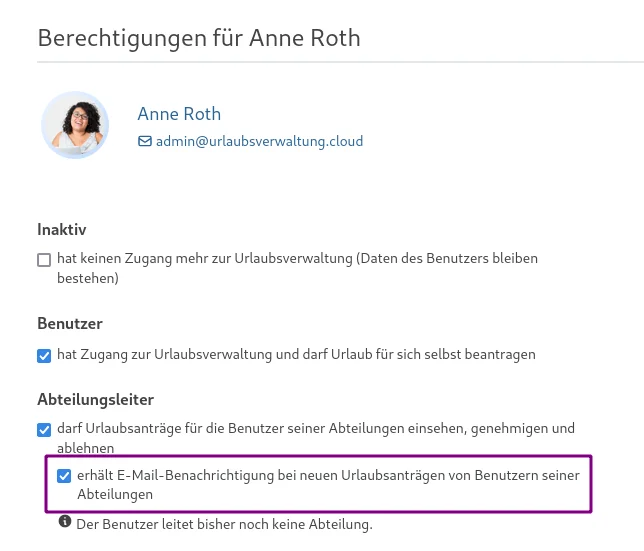 Berechtigungen für Anne Roth
Anne Roth
admin@urlaubsverwaltung.cloud
Inaktiv
hat keinen Zugang mehr zur Urlaubsverwaltung (Daten des Benutzers bleiben
bestehen)
Benutzer
hat Zugang zur Urlaubsverwaltung und darf Urlaub für sich selbst beantragen
Abteilungsleiter
darf Urlaubsanträge für die Benutzer seiner Abteilungen einsehen, genehmigen und
ablehnen
erhält E-Mail-Benachrichtigung bei neuen Urlaubsanträgen von Benutzern seiner
Abteilungen
Der Benutzer leitet bisher noch keine Abteilung.